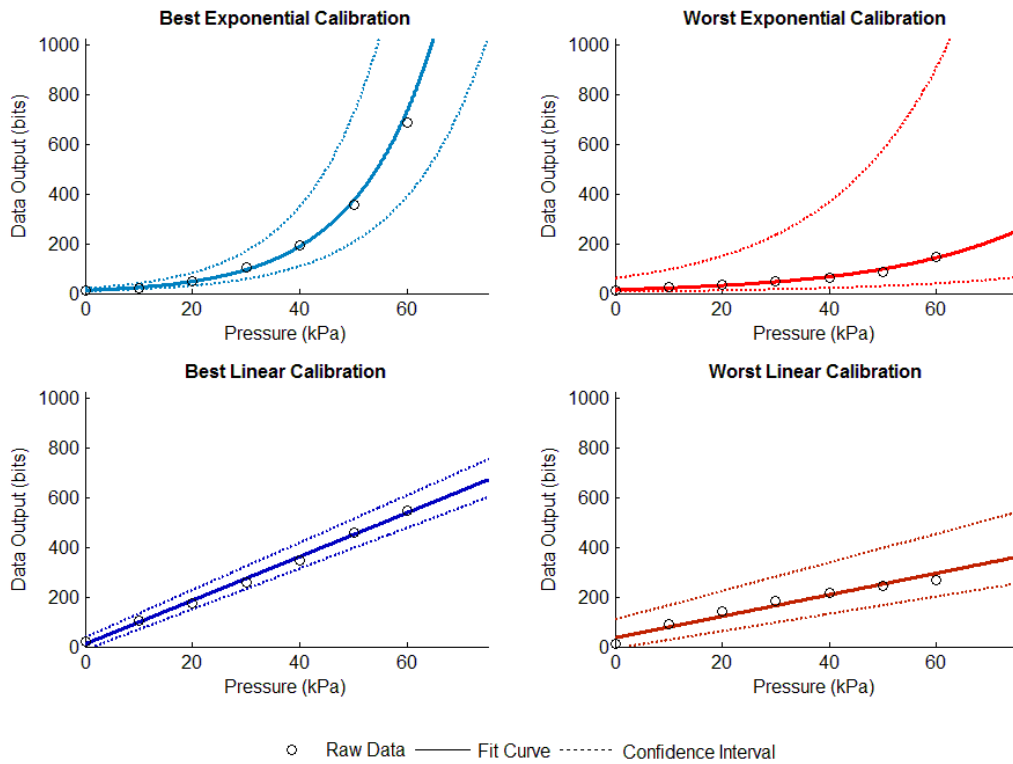 Best Exponential Calibration
1000
800
600
400
200
0
Data Output (bits)
0 20 40 60
Pressure (kPa)
Worst Exponential Calibration
1000
800
600
400
200
0
Data Output (bits)
0 20 40 60
Pressure (kPa)
Best Linear Calibration
1000
800
600
400
200
0
Data Output (bits)
0 20 40 60
Pressure (kPa)
Worst Linear Calibration
1000
800
600
400
200
0
Data Output (bits)
0 20 40 60
Pressure (kPa)
Raw Data Fit Curve Confidence Interval